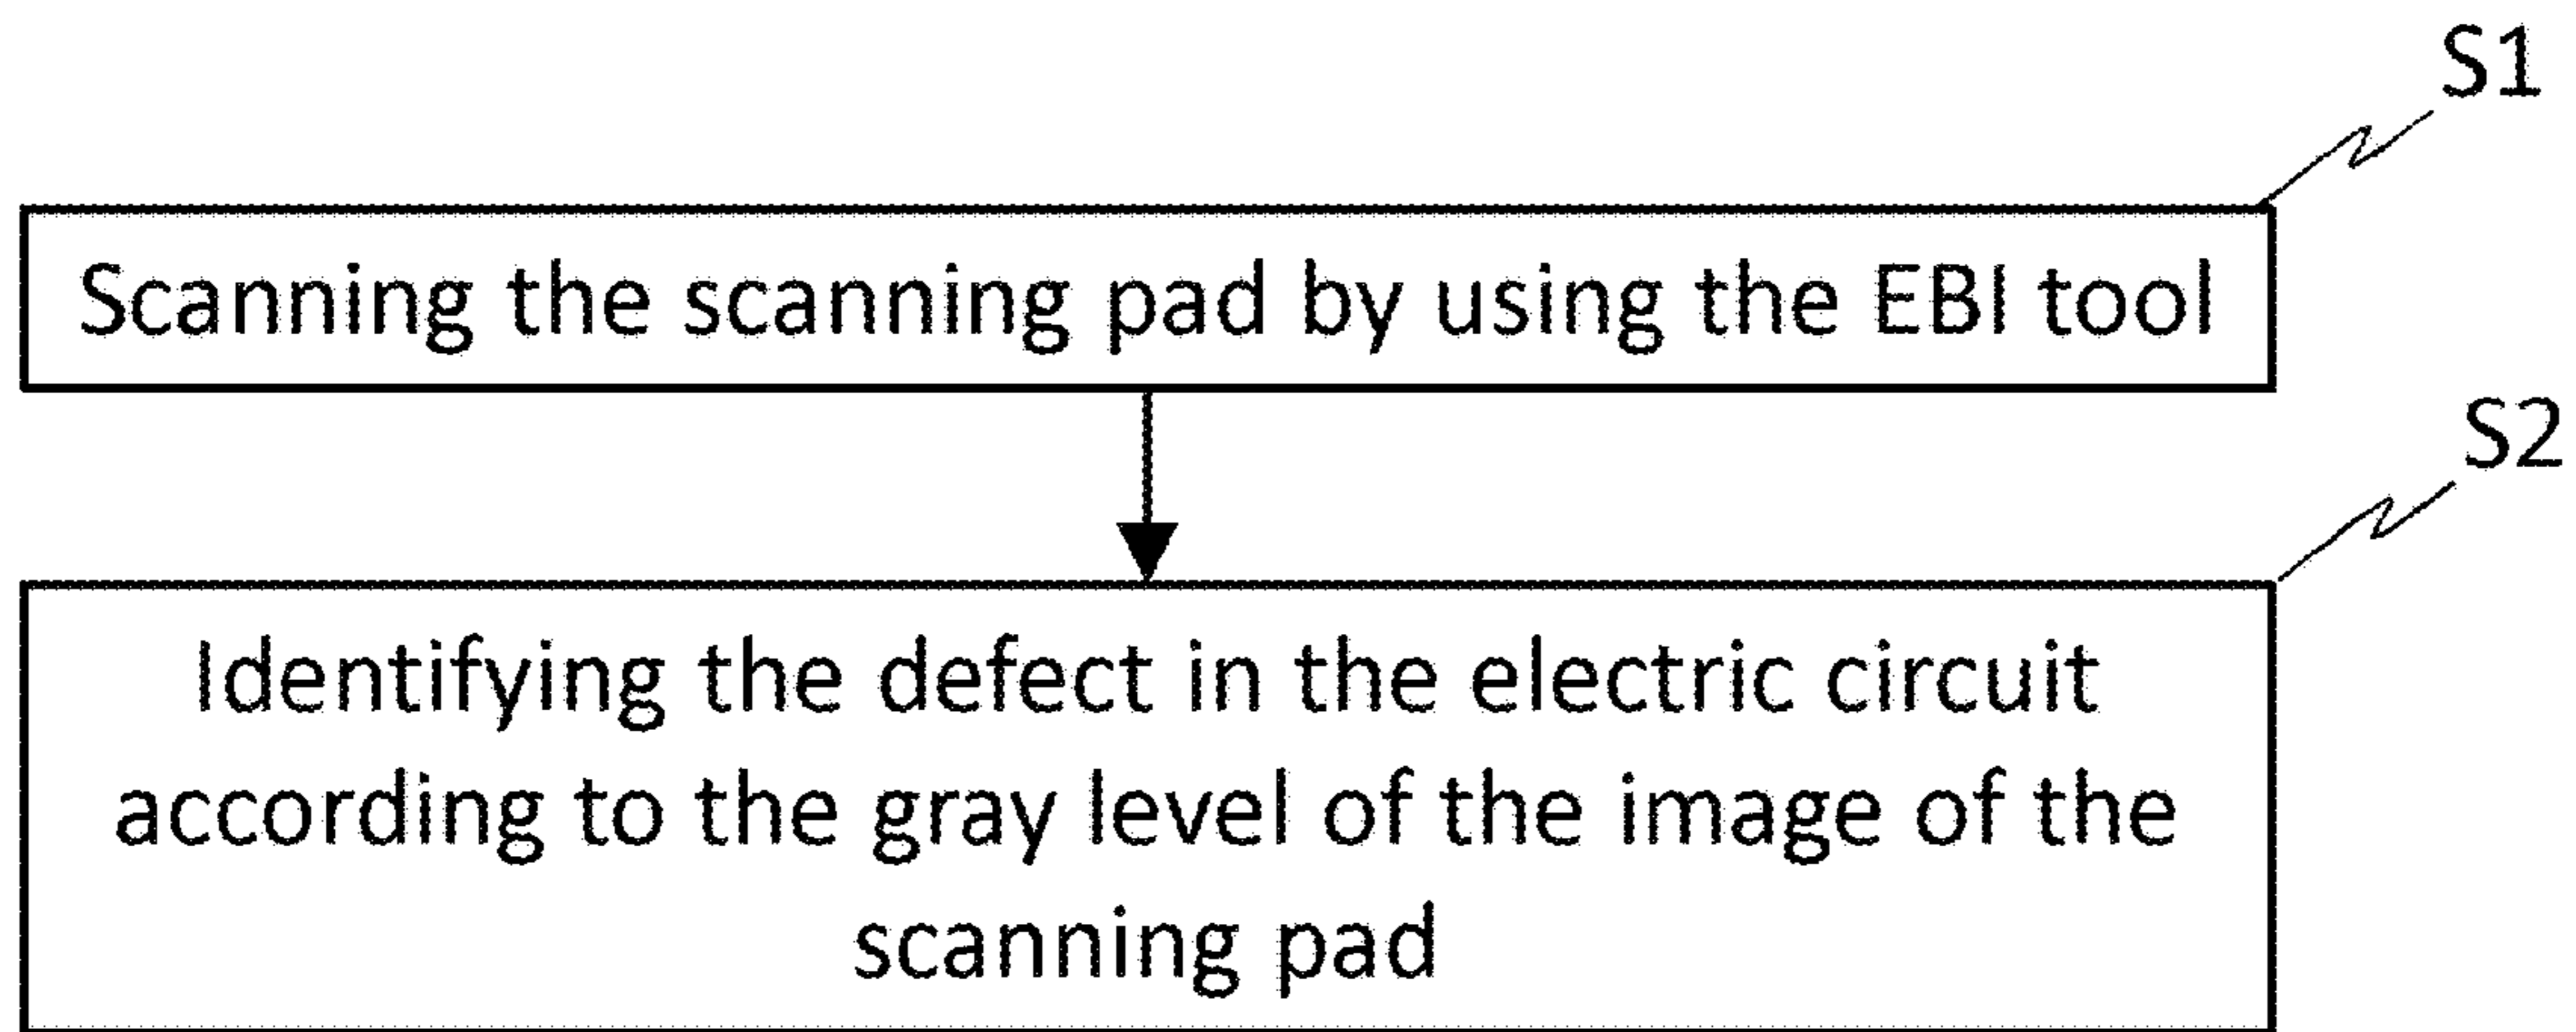 S1
Scanning the scanning pad by using the EBI tool
S2
Identifying the defect in the electric circuit
according to the gray level of the image of the
scanning pad